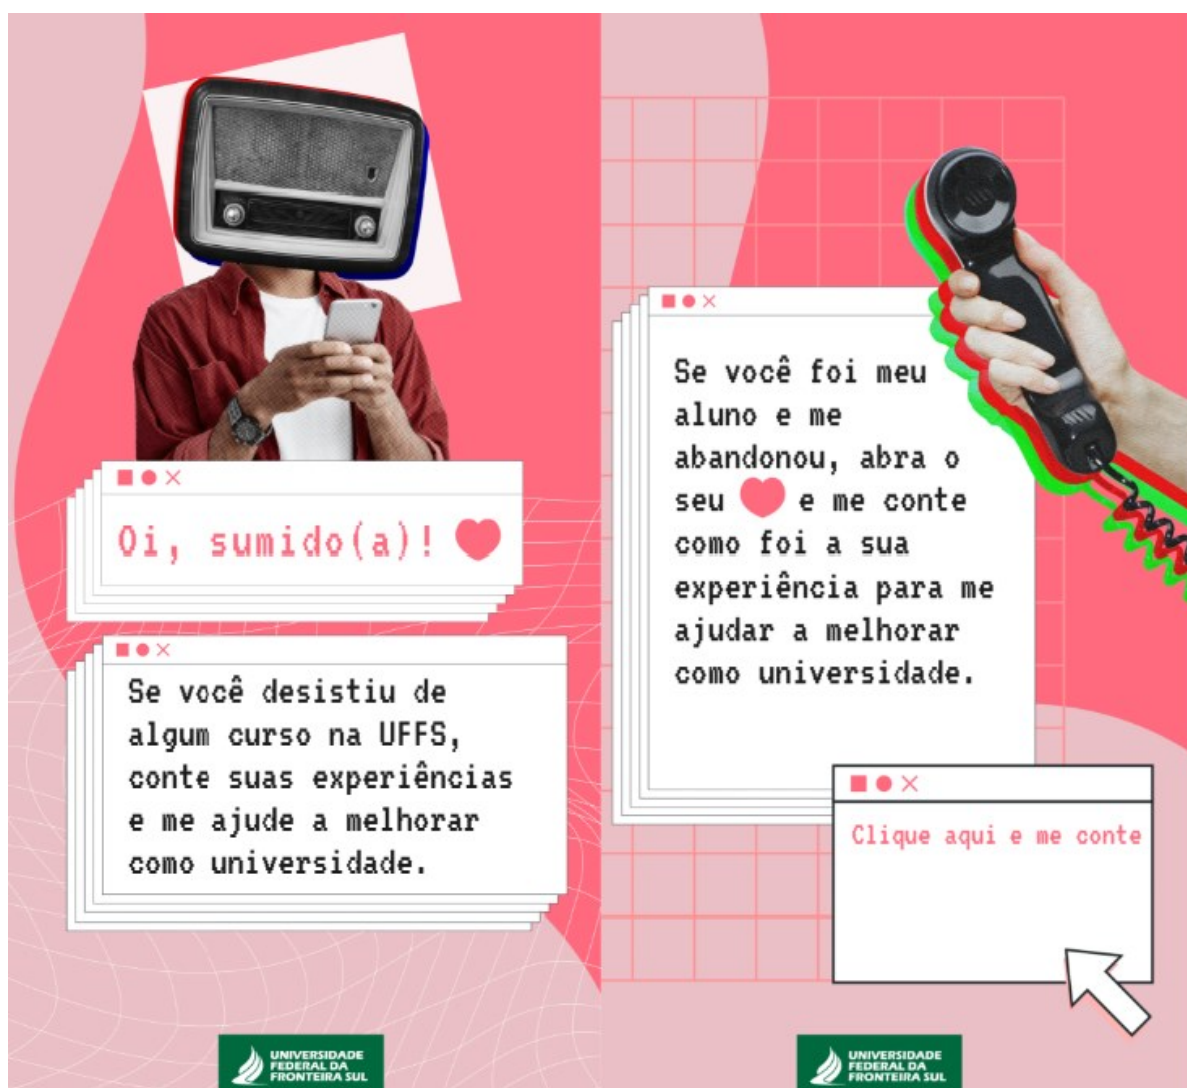 Oi, sumido(a)!
Se você desistiu de
algum curso na UFFS,
conte suas experiências
e me ajude a melhorar
como universidade.
UNIVERSIDADE
FEDERAL DA
FRONTEIRA SUL
Se você foi meu
aluno e me
abandonou, abra o
seu e me conte
como foi a sua
experiência para me
ajudar a melhorar
como universidade.
Clique aqui e me conte
UNIVERSIDADE
FEDERAL DA
FRONTEIRA SUL